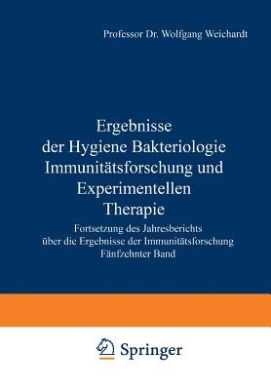 Professor Dr. Wolfgang Weichardt
Ergebnisse
der Hygiene Bakteriologie
Immunitätsforschung und
Experimentellen
Therapie
Fortsetzung des Jahresberichts
über die Ergebnisse der Immunitätsforschung
Fünfzehnter Band
Springer